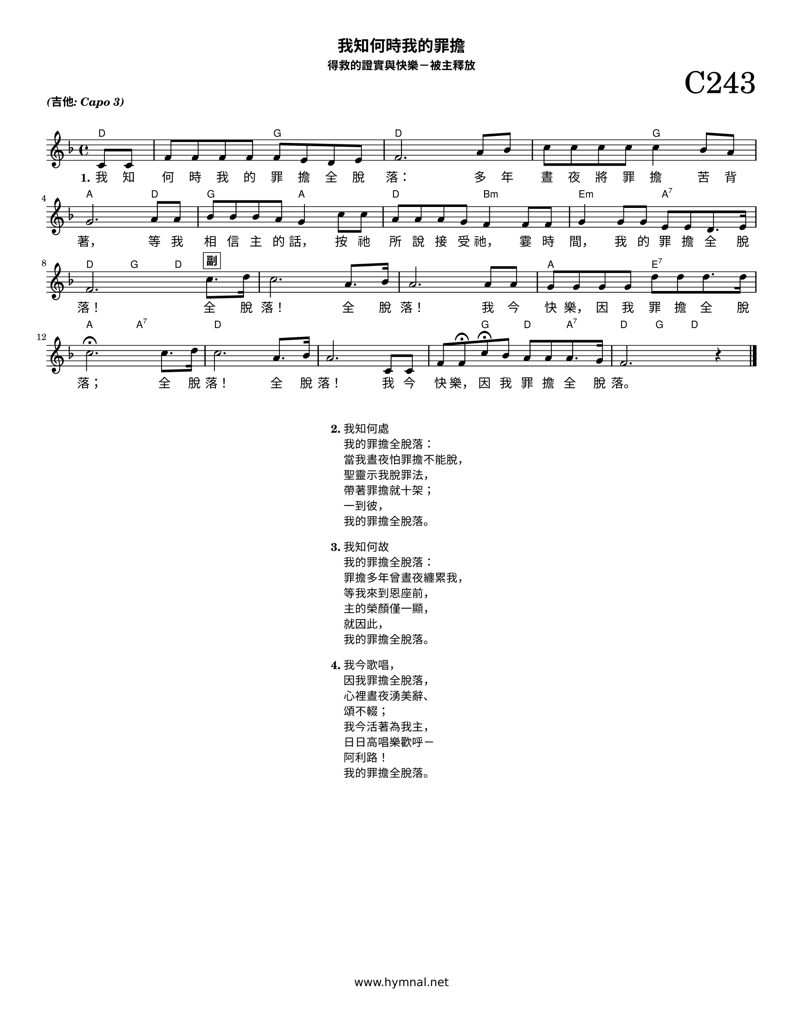 我知何時我的罪擔
得救的證實與快樂－被主釋放
C243
(吉他: Capo 3)
D G D G
1. 我 知 何 時 我 的 罪 擔 全 脫 落： 多 年 晝 夜 將 罪 擔 苦 背
4 A D G A D Bm Em A7
著， 等 我 相 信 主 的 話， 按 祂 所 說 接 受 祂， 霎 時 間， 我 的 罪 擔 全 脫
8 D G D 副 A E7
落！ 全 脫 落！ 全 脫 落！ 我 今 快 樂，因 我 罪 擔 全 脫
12 A A7 D G D A7 D G D
落； 全 脫 落！ 全 脫 落！ 我 今 快 樂，因 我 罪 擔 全 脫 落。
2. 我知何處
我的罪擔全脫落：
當我晝夜怕罪擔不能脫，
聖靈示我脫罪法，
帶著罪擔就十架；
一到彼，
我的罪擔全脫落。
3. 我知何故
我的罪擔全脫落：
罪擔多年曾晝夜纏累我，
等我來到恩座前，
主的榮顏僅一顯，
就因此，
我的罪擔全脫落。
4. 我今歌唱，
因我罪擔全脫落，
心裡晝夜湧美辭、
頌不輟；
我今活著為我主，
日日高唱樂歡呼－
阿利路！
我的罪擔全脫落。
www.hymnal.net